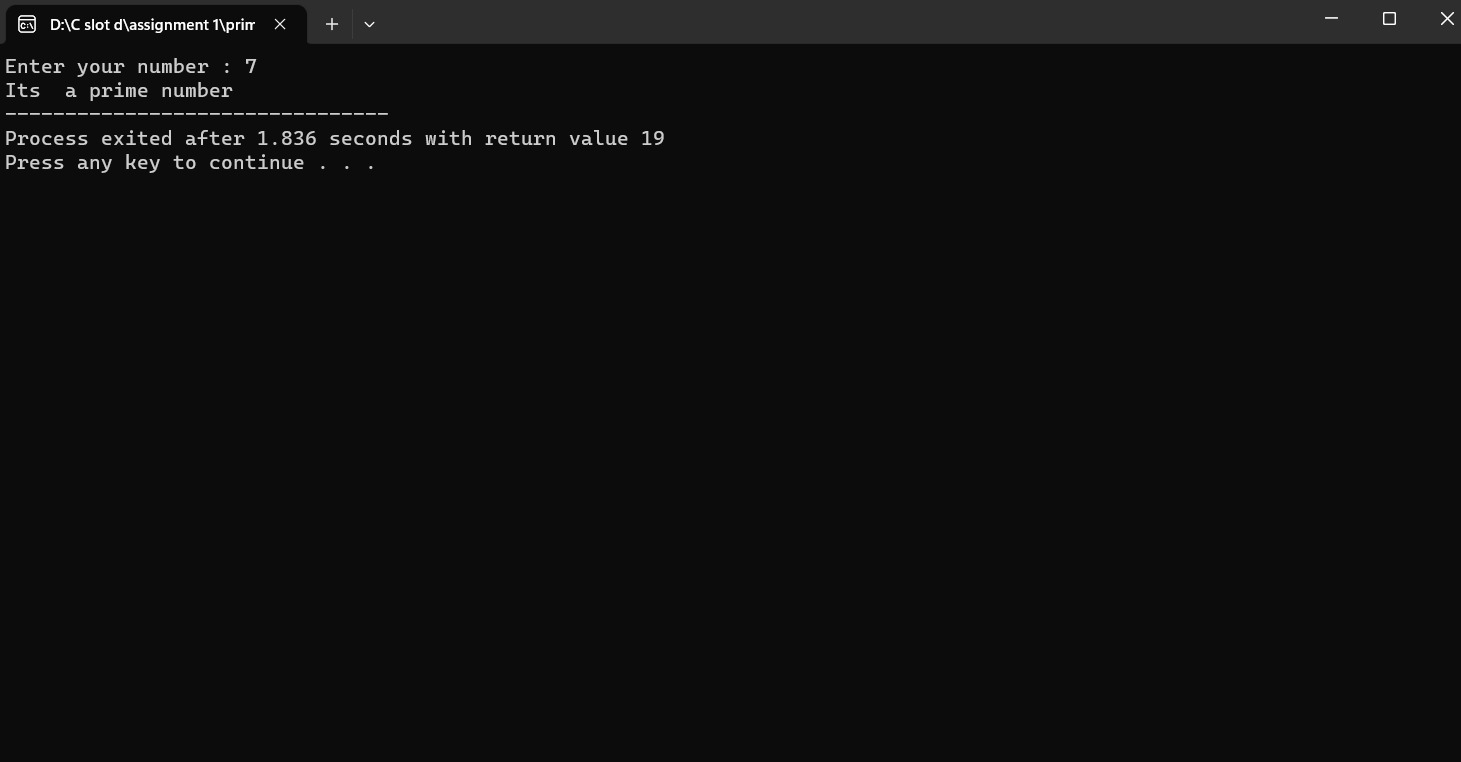 D:\C slot d\assignment 1\prim
Enter your number : 7
Its  a prime number
--------------------------------
Process exited after 1.836 seconds with return value 19
Press any key to continue . . .